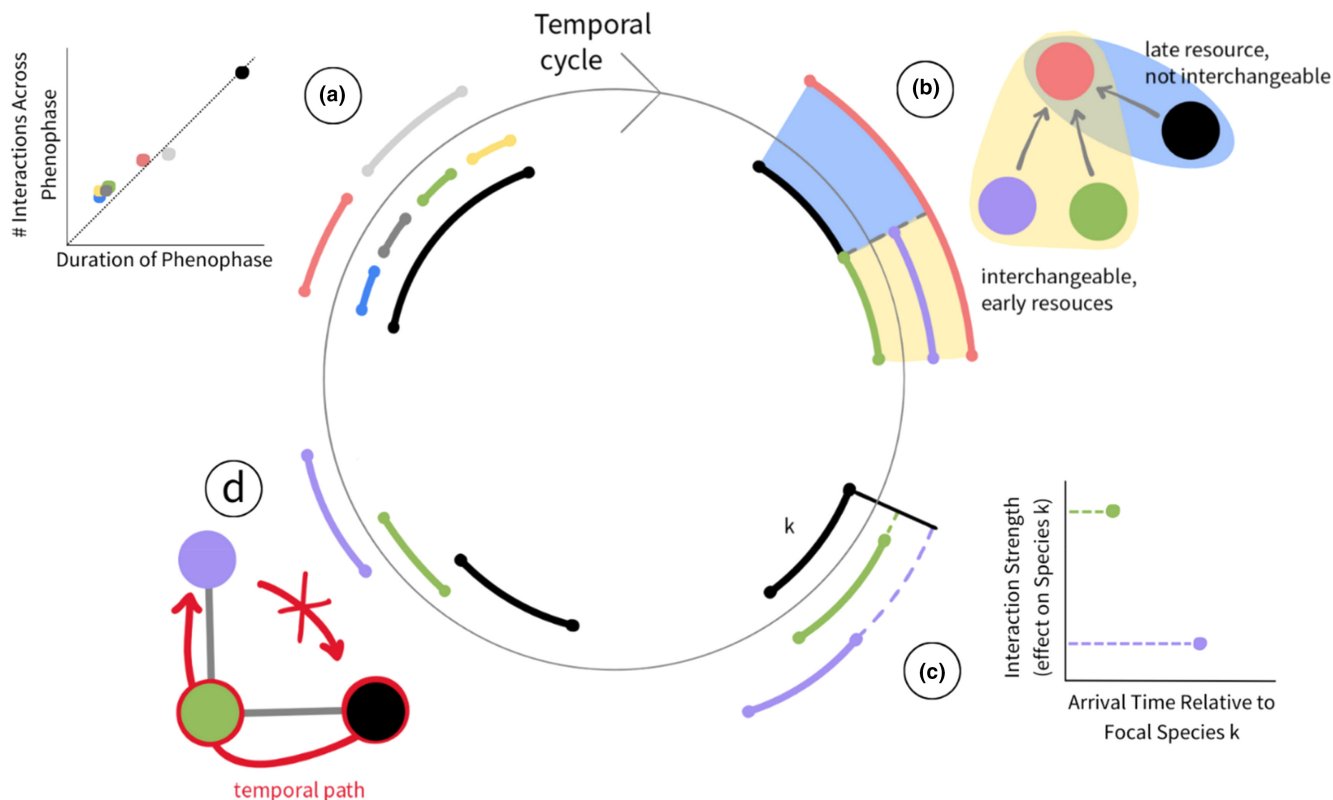 Temporal
cycle
(a)
# Interactions Across
Phenophase
Duration of Phenophase
(b)
late resource,
not interchangeable
interchangeable,
early resouces
k
(c)
Interaction Strength
(effect on Species k)
Arrival Time Relative to
Focal Species k
d
temporal path